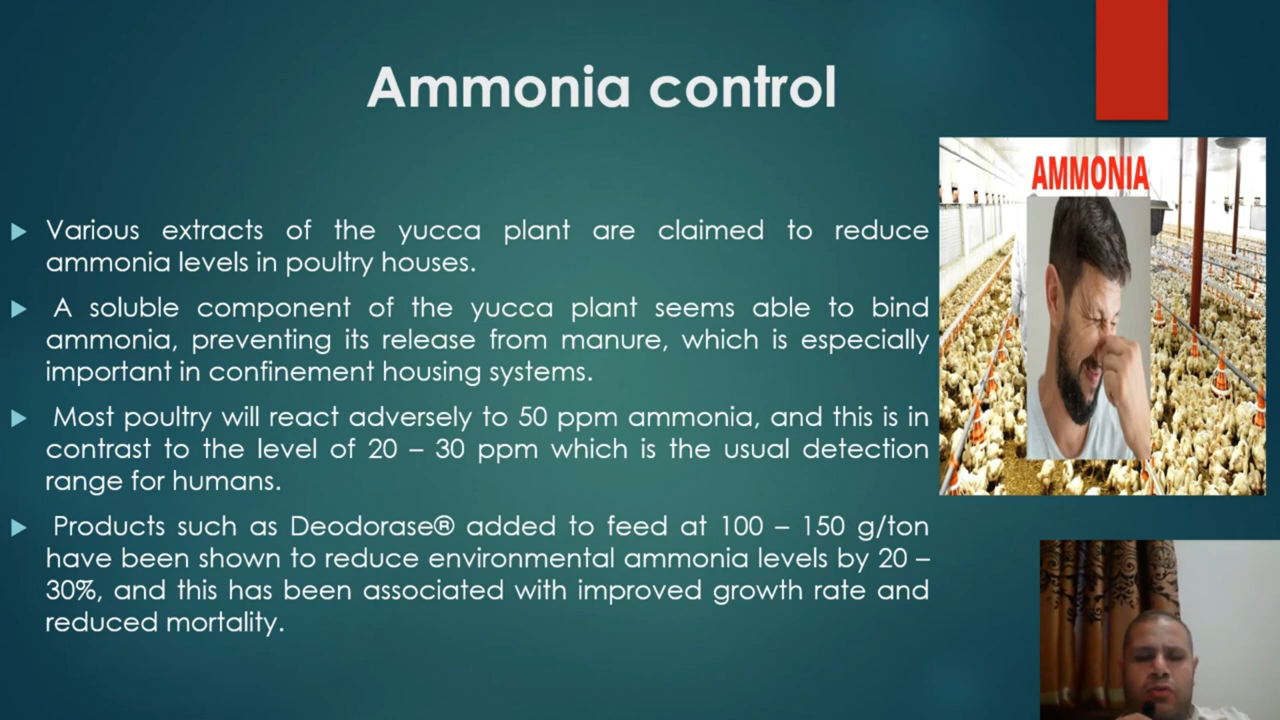 Ammonia control
AMMONIA
Various extracts of the yucca plant are claimed to reduce
ammonia levels in poultry houses.
A soluble component of the yucca plant seems able to bind
ammonia, preventing its release from manure, which is especially
important in confinement housing systems.
Most poultry will react adversely to 50 ppm ammonia, and this is in
contrast to the level of 20 – 30 ppm which is the usual detection
range for humans.
Products such as Deodorase® added to feed at 100 – 150 g/ton
have been shown to reduce environmental ammonia levels by 20 –
30%, and this has been associated with improved growth rate and
reduced mortality.